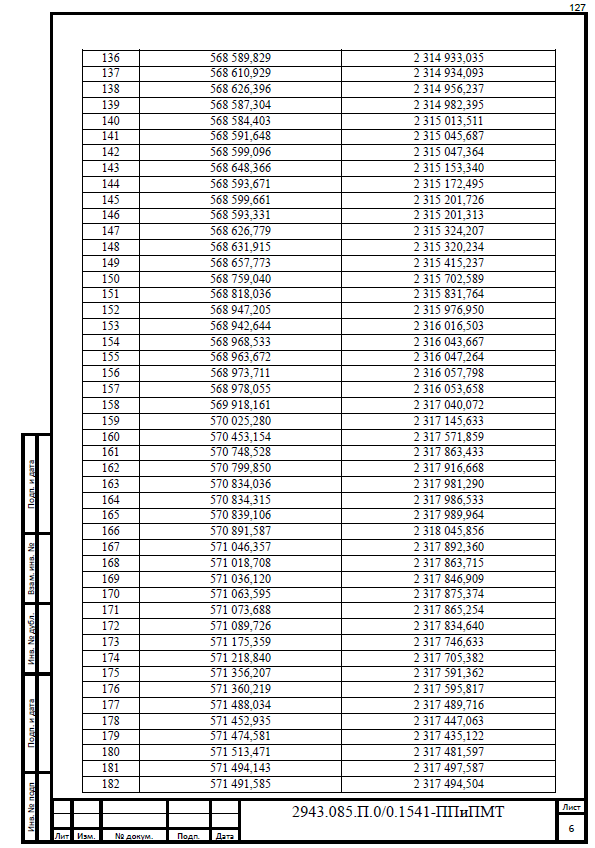 127
136 568 589,829 2 314 933,035
137 568 610,929 2 314 934,093
138 568 626,396 2 314 956,237
139 568 587,304 2 314 982,395
140 568 584,403 2 315 013,511
141 568 591,648 2 315 045,687
142 568 599,096 2 315 047,364
143 568 648,366 2 315 153,340
144 568 593,671 2 315 172,495
145 568 599,661 2 315 201,726
146 568 593,331 2 315 201,313
147 568 626,779 2 315 324,207
148 568 631,915 2 315 320,234
149 568 657,773 2 315 415,237
150 568 759,040 2 315 702,589
151 568 818,036 2 315 831,764
152 568 947,205 2 315 976,950
153 568 942,644 2 316 016,503
154 568 968,533 2 316 043,667
155 568 963,672 2 316 047,264
156 568 973,711 2 316 057,798
157 568 978,055 2 316 053,658
158 569 918,161 2 317 040,072
159 570 025,280 2 317 145,633
160 570 453,154 2 317 571,859
161 570 748,528 2 317 863,433
162 570 799,850 2 317 916,668
163 570 834,036 2 317 981,290
164 570 834,315 2 317 986,533
165 570 839,106 2 317 989,964
166 570 891,587 2 318 045,856
167 571 046,357 2 317 892,360
168 571 018,708 2 317 863,715
169 571 036,120 2 317 846,909
170 571 063,595 2 317 875,374
171 571 073,688 2 317 865,254
172 571 089,726 2 317 834,640
173 571 175,359 2 317 746,633
174 571 218,840 2 317 705,382
175 571 356,207 2 317 591,362
176 571 360,219 2 317 595,817
177 571 488,034 2 317 489,716
178 571 452,935 2 317 447,063
179 571 474,581 2 317 435,122
180 571 513,471 2 317 481,597
181 571 494,143 2 317 497,587
182 571 491,585 2 317 494,504
Подп. и дата
Взам. инв. №
Инв. № дубл.
Подп. и дата
Инв. № подп
2943.085.П.0/0.1541-ППиПМТ
Лист
6
Лит Изм. № докум. Подп. Дата